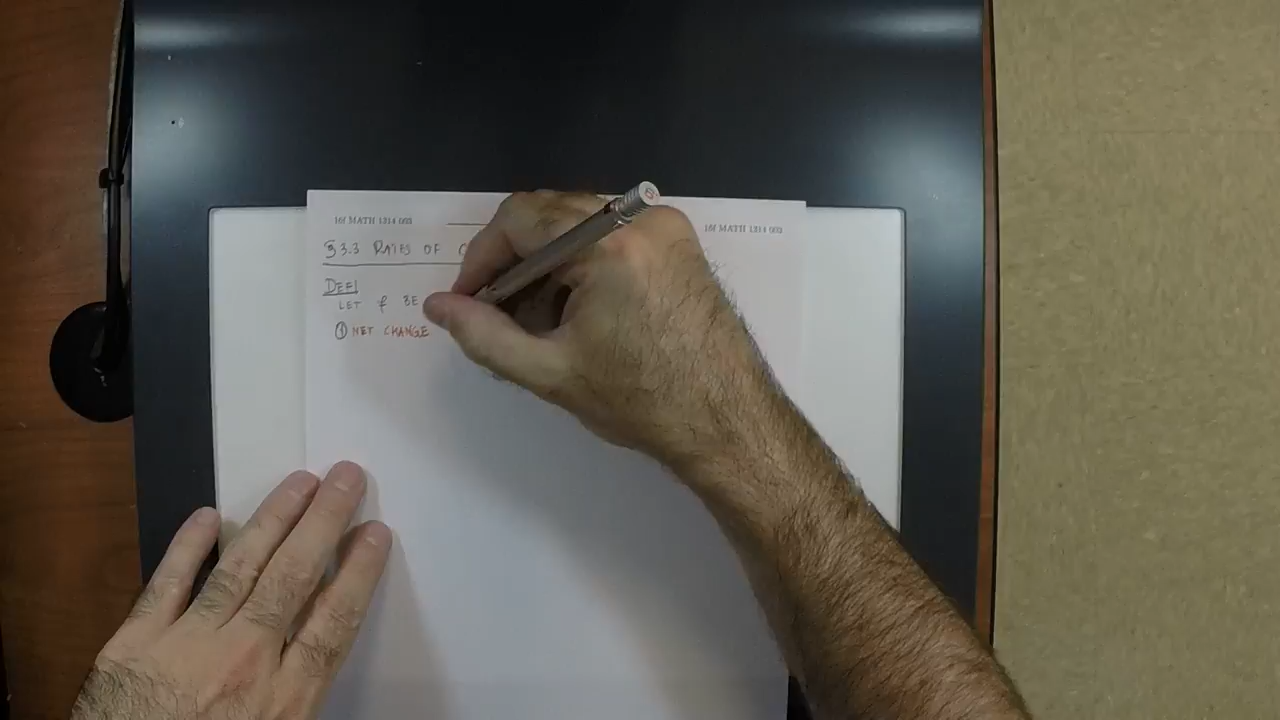 16f MATH 1314 003
16f MATH 1314 003
§3.3 RATES OF C
DEF|
LET f BE
① NET CHANGE